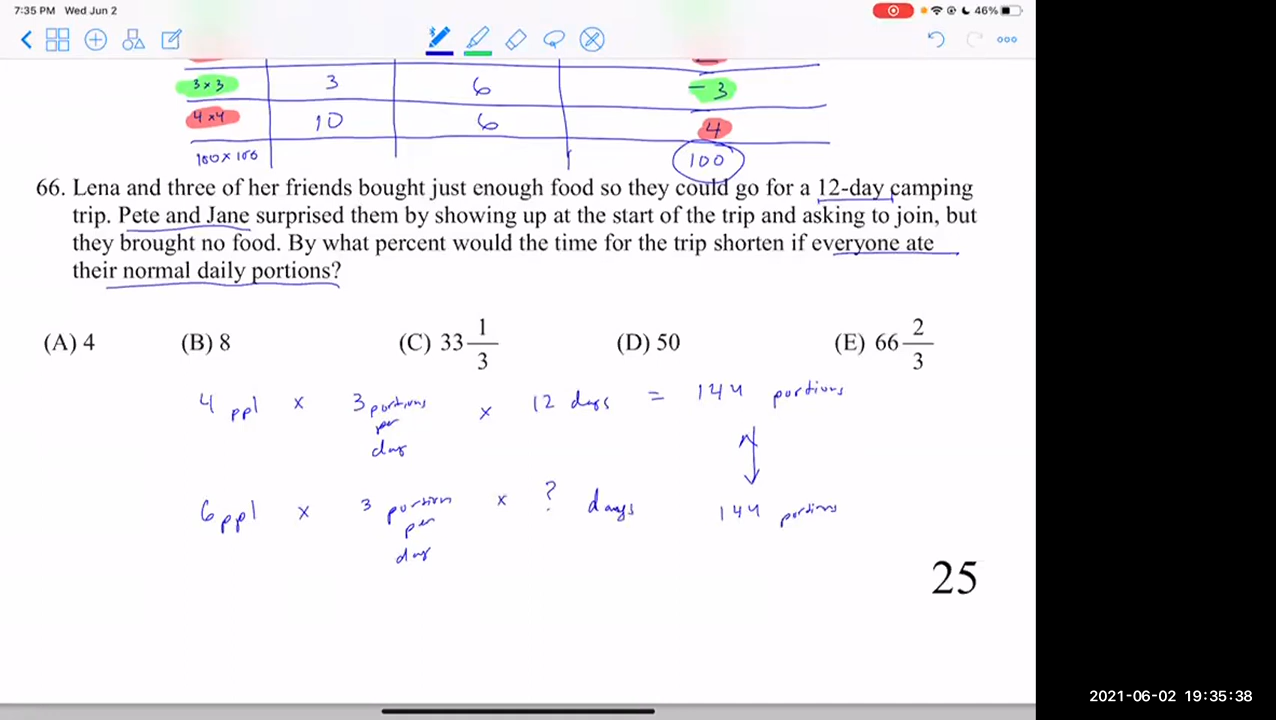 7:35 PM Wed Jun 2
46%
3 x 3 3 6 - 3
4 x4 10 6 4
100 x 100 100
66. Lena and three of her friends bought just enough food so they could go for a 12-day camping
trip. Pete and Jane surprised them by showing up at the start of the trip and asking to join, but
they brought no food. By what percent would the time for the trip shorten if everyone ate
their normal daily portions?
(A) 4 (B) 8 (C) 33 1/3 (D) 50 (E) 66 2/3
4 ppl x 3 portions per day x 12 days = 144 portions
6 ppl x 3 portion per day x ? days 144 portions
25
2021-06-02 19:35:38